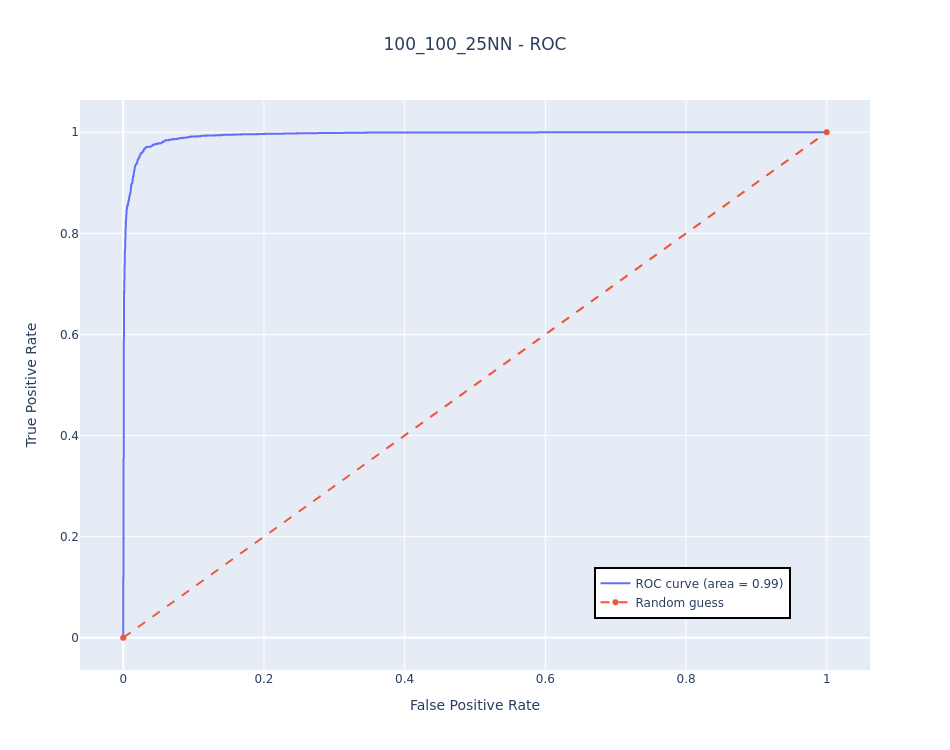 100_100_25NN - ROC
1
0.8
0.6
0.4
0.2
0
True Positive Rate
ROC curve (area = 0.99)
Random guess
0
0.2
0.4
0.6
0.8
1
False Positive Rate